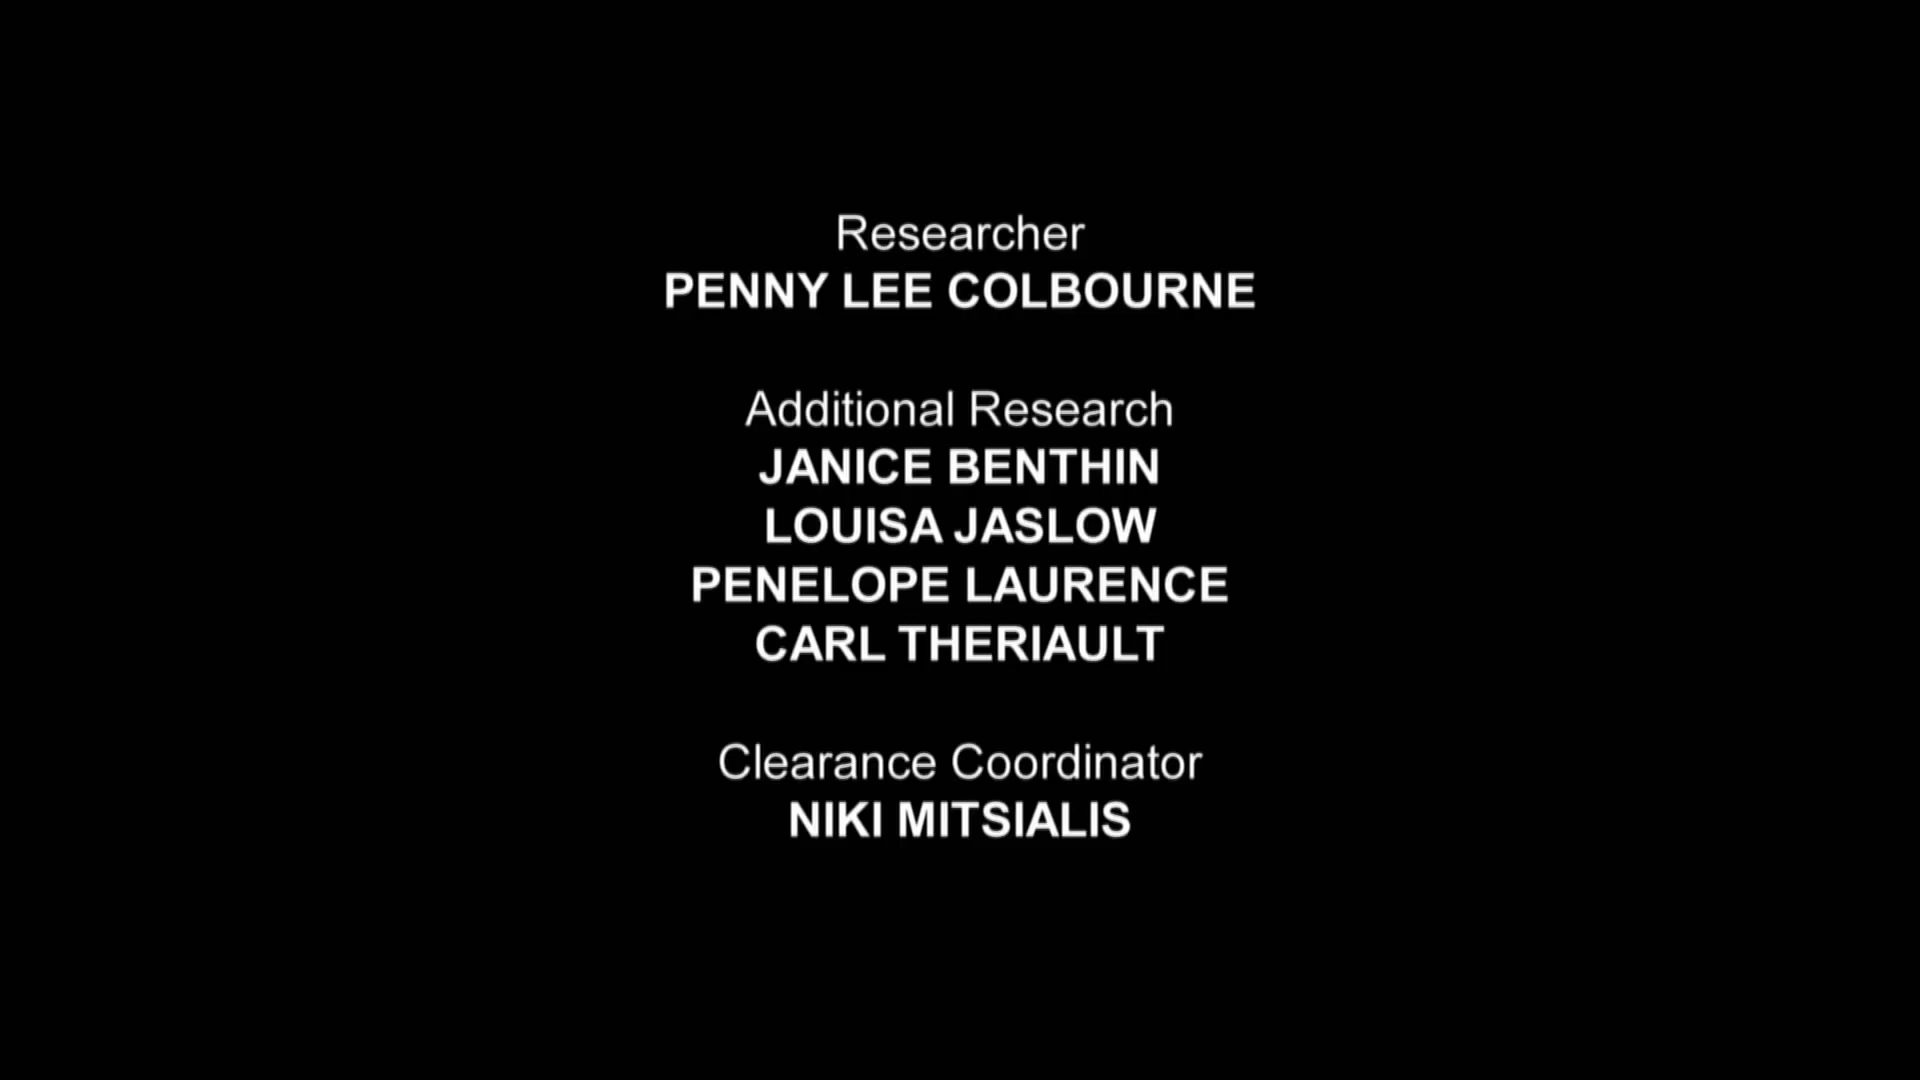 Researcher
PENNY LEE COLBOURNE
Additional Research
JANICE BENTHIN
LOUISA JASLOW
PENELOPE LAURENCE
CARL THERIAULT
Clearance Coordinator
NIKI MITSIALIS